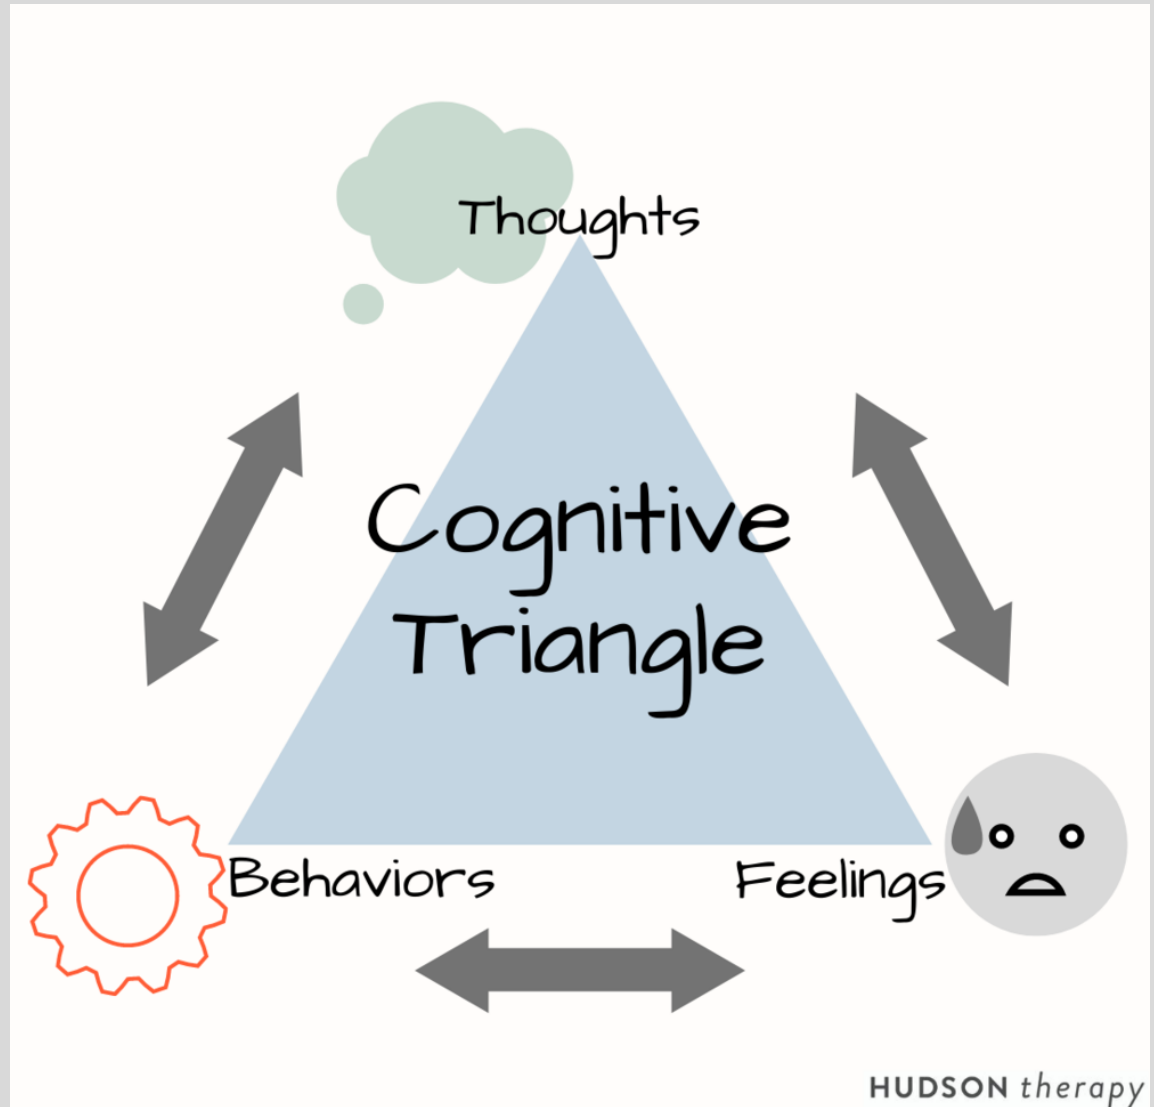 Thoughts
Cognitive
Triangle
Behaviors
Feelings
HUDSON therapy